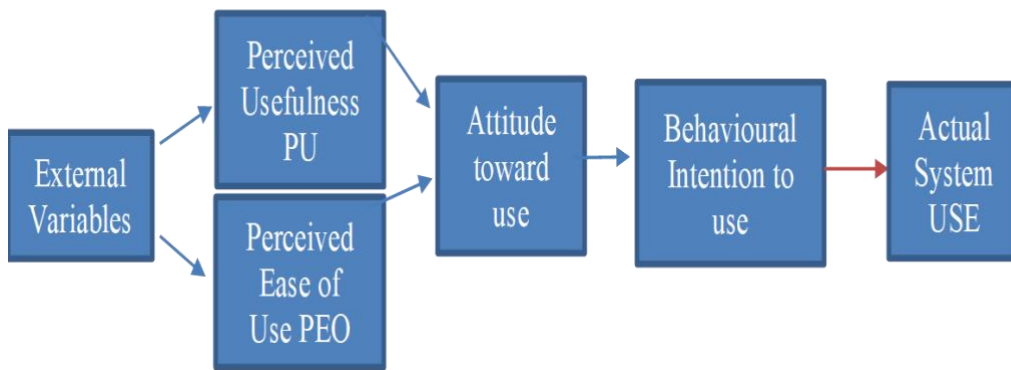 External
Variables
Perceived
Usefulness
PU
Perceived
Ease of
Use PEO
Attitude
toward
use
Behavioural
Intention to
use
Actual
System
USE